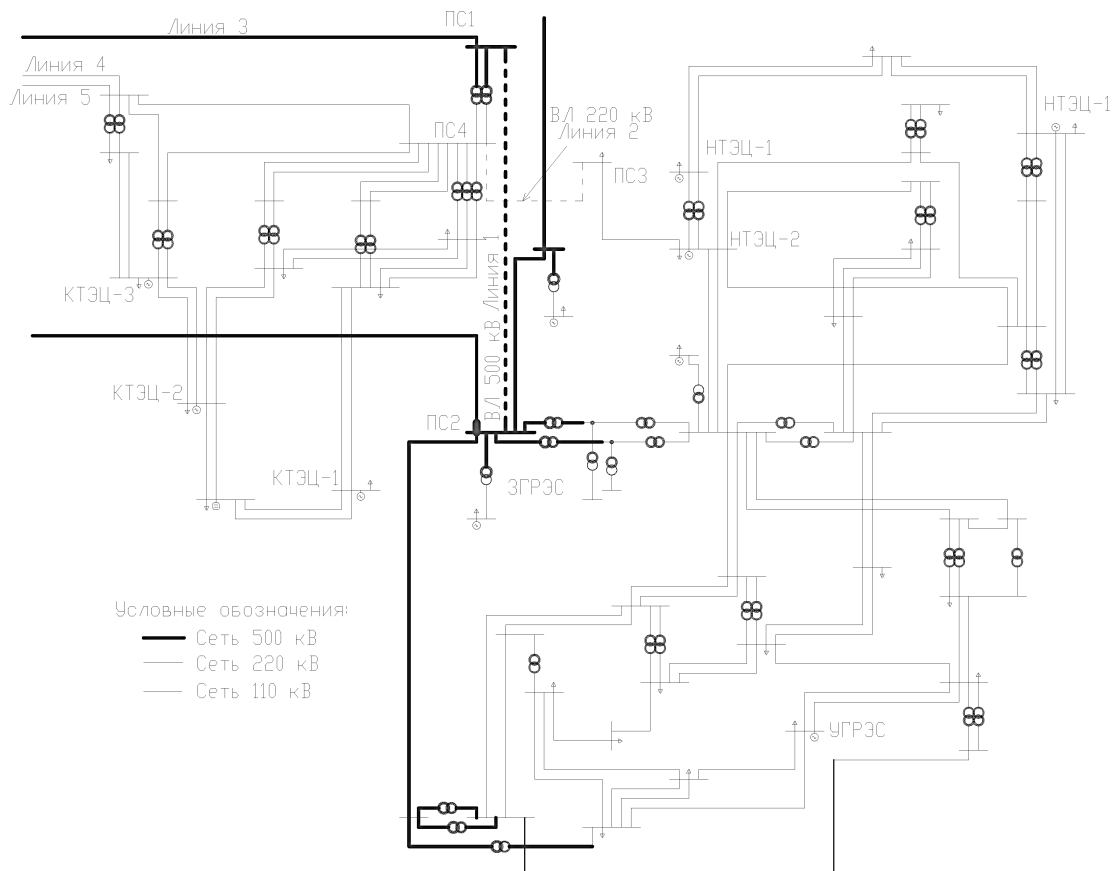 ПС1
Линия 3
Линия 4
Линия 5
ПС4
ВЛ 220 кВ
Линия 2
ПС3
НТЭЦ-1
НТЭЦ-1
НТЭЦ-2
КТЭЦ-3
ВЛ 500 кВ Линия 1
КТЭЦ-2
ПС2
КТЭЦ-1
ЗГРЭС
Условные обозначения:
Сеть 500 кВ
Сеть 220 кВ
Сеть 110 кВ
УГРЭС